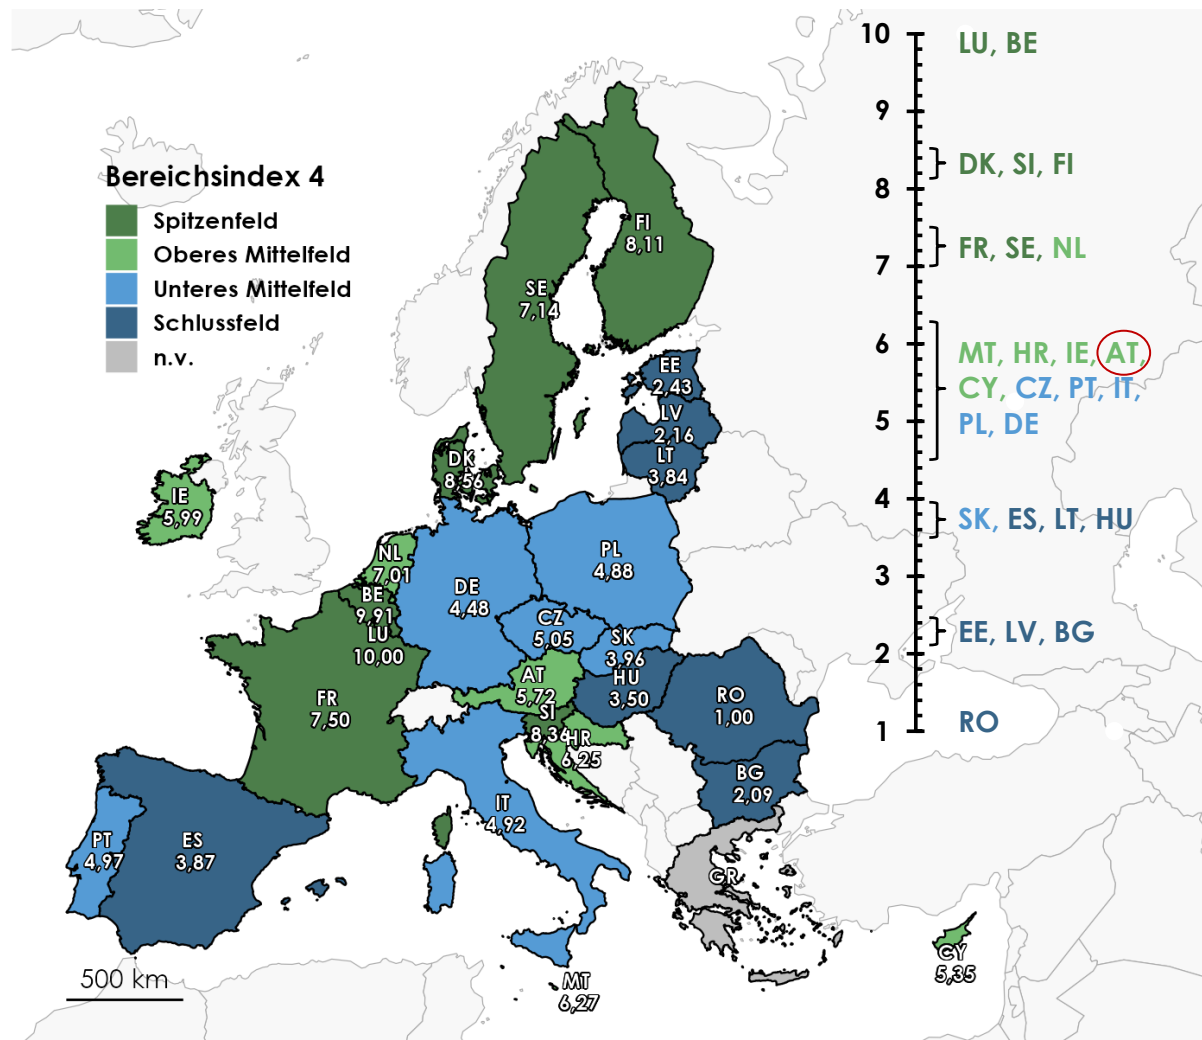 Bereichsindex 4
Spitzenfeld
Oberes Mittelfeld
Unteres Mittelfeld
Schlussfeld
n.v.
FI
8,11
SE
7,14
EE
2,43
LV
2,16
LT
3,84
DK
8,56
IE
5,99
NL
7,01
BE
9,91
LU
10,00
DE
4,48
PL
4,88
CZ
5,05
SK
3,96
AT
5,72
HU
3,50
SI
8,36
HR
6,25
RO
1,00
BG
2,09
FR
7,50
IT
4,92
PT
4,97
ES
3,87
GR
MT
6,27
CY
5,35
500 km
10
9
8
7
6
5
4
3
2
1
LU, BE
DK, SI, FI
FR, SE, NL
MT, HR, IE, AT,
CY, CZ, PT, IT,
PL, DE
SK, ES, LT, HU
EE, LV, BG
RO